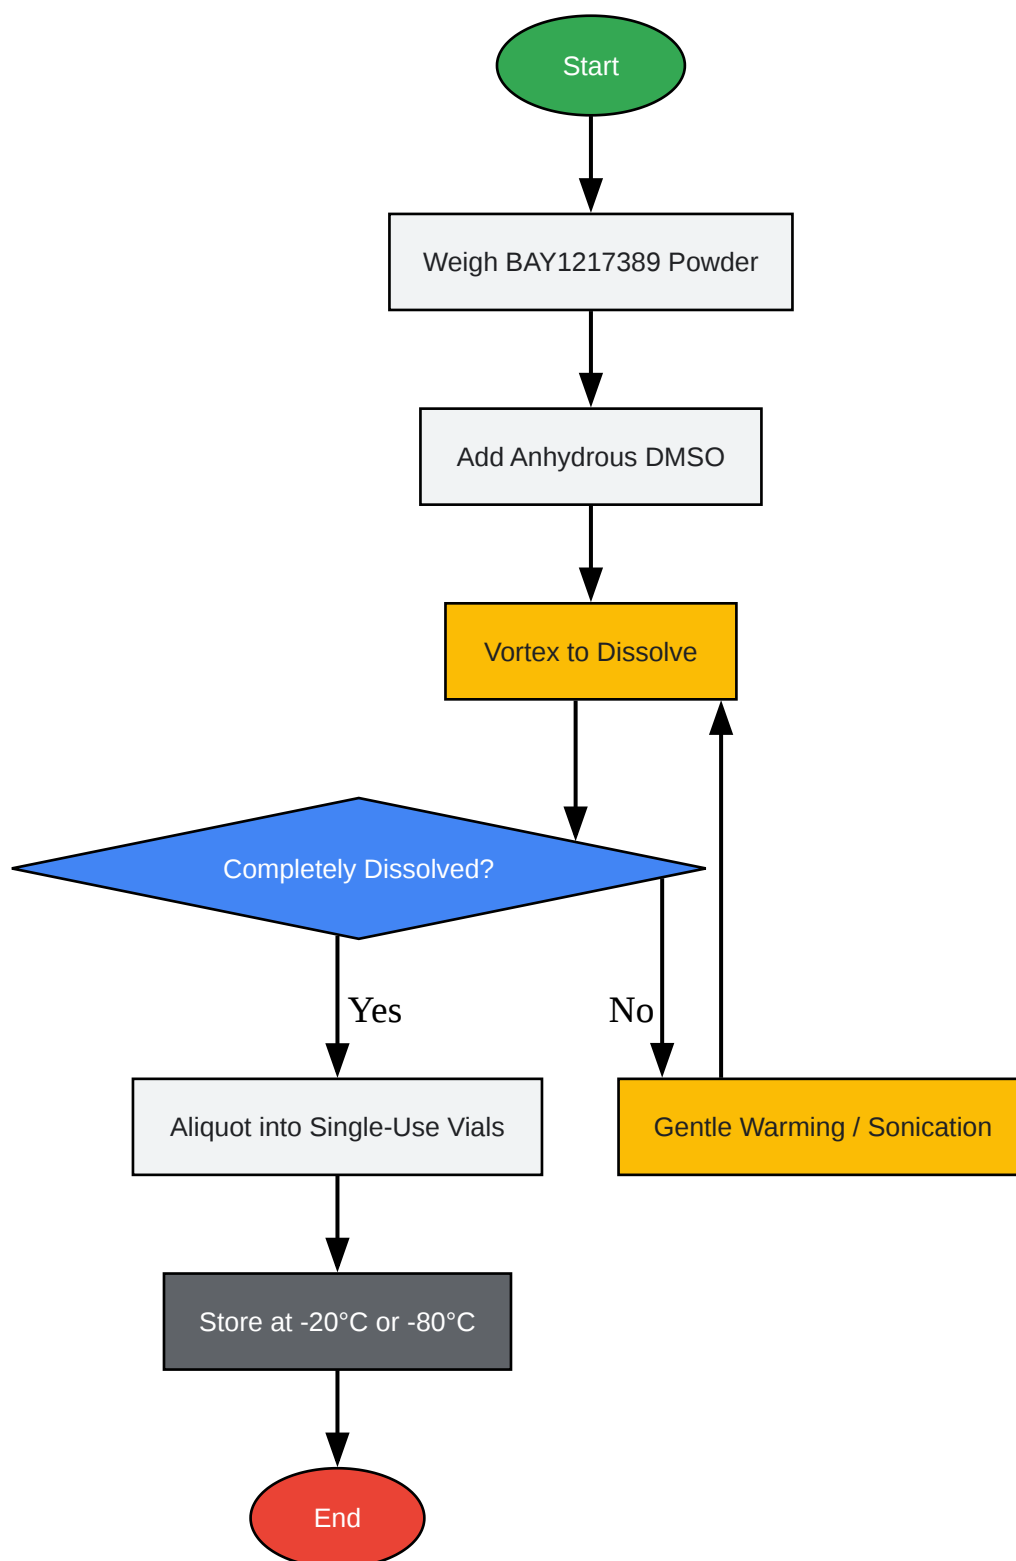 Start
Weigh BAY1217389 Powder
Add Anhydrous DMSO
Vortex to Dissolve
Completely Dissolved?
Yes
No
Aliquot into Single-Use Vials
Gentle Warming / Sonication
Store at -20°C or -80°C
End